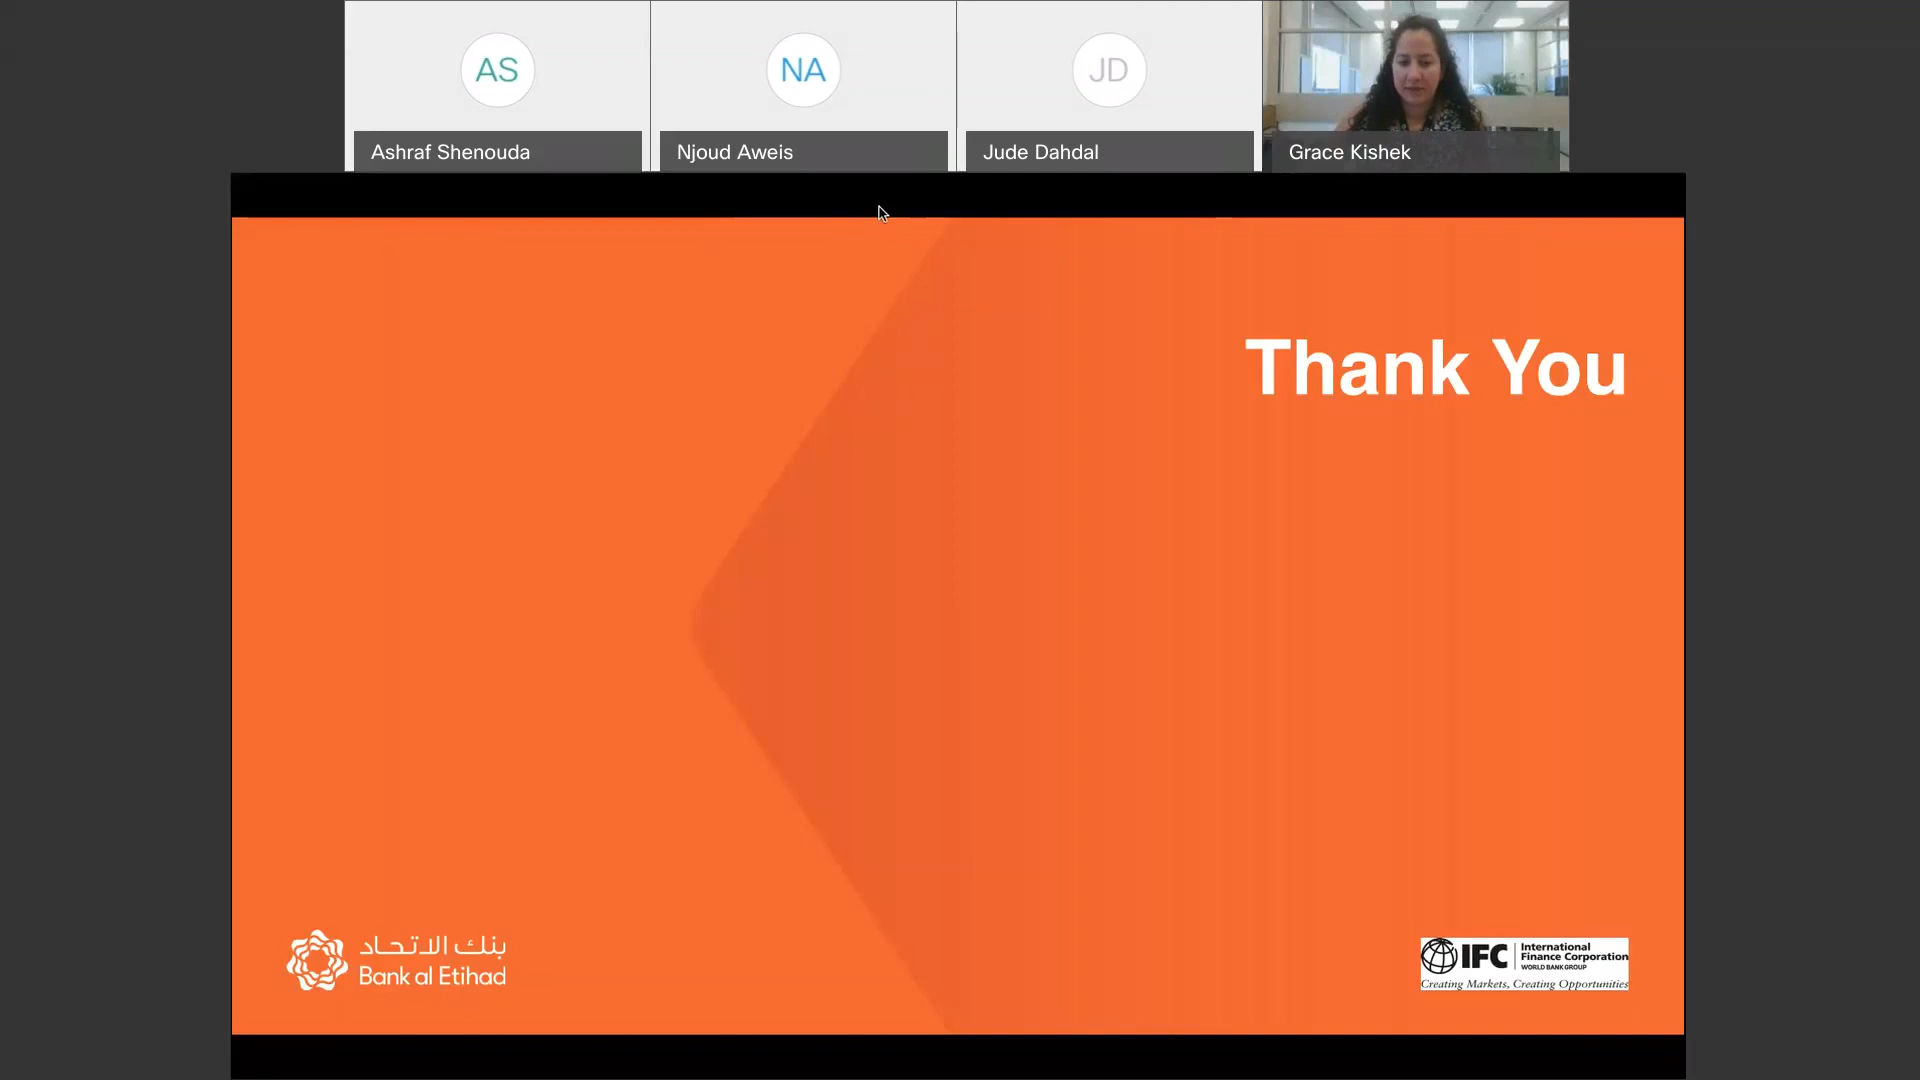 AS
NA
JD
Ashraf Shenouda
Njoud Aweis
Jude Dahdal
Grace Kishek
Thank You
بنك الاتحاد
Bank al Etihad
IFC
International
Finance Corporation
WORLD BANK GROUP
Creating Markets, Creating Opportunities